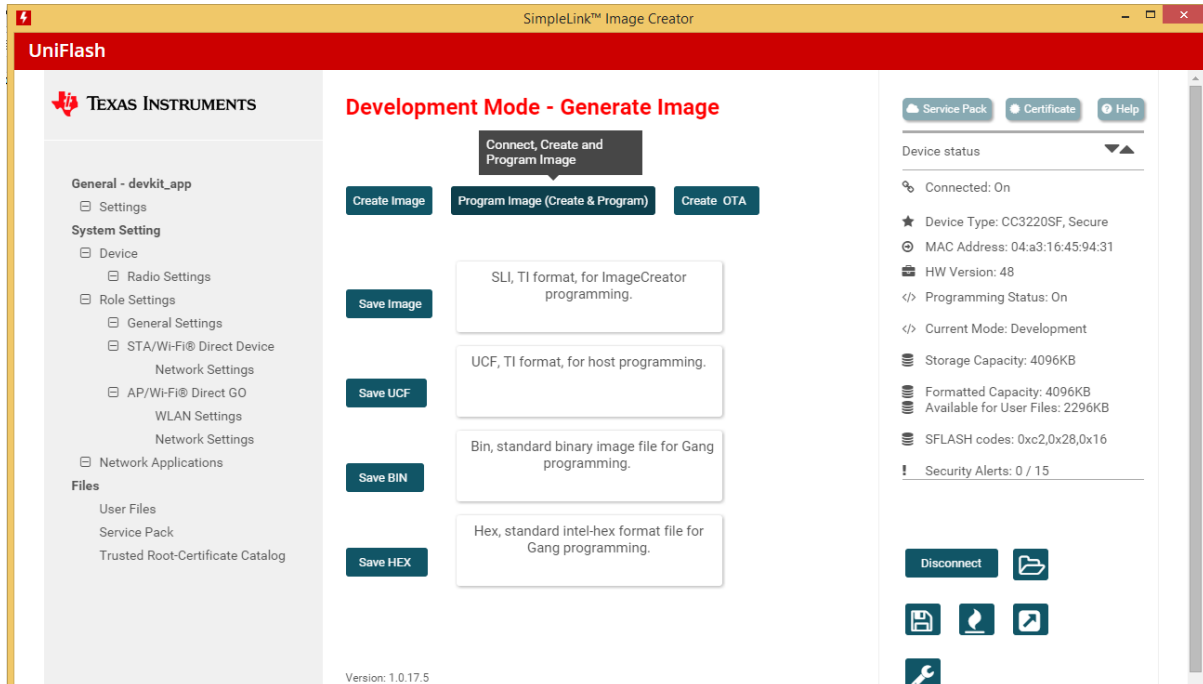 SimpleLink™ Image Creator
UniFlash
TEXAS INSTRUMENTS
General - devkit_app
Settings
System Setting
Device
Radio Settings
Role Settings
General Settings
STA/Wi-Fi® Direct Device
Network Settings
AP/Wi-Fi® Direct GO
WLAN Settings
Network Settings
Network Applications
Files
User Files
Service Pack
Trusted Root-Certificate Catalog
Development Mode - Generate Image
Connect, Create and
Program Image
Create Image
Program Image (Create & Program)
Create OTA
Save Image
SLI, TI format, for ImageCreator
programming.
Save UCF
UCF, TI format, for host programming.
Save BIN
Bin, standard binary image file for Gang
programming.
Save HEX
Hex, standard intel-hex format file for
Gang programming.
Version: 1.0.17.5
Service Pack
Certificate
Help
Device status
Connected: On
Device Type: CC3220SF, Secure
MAC Address: 04:a3:16:45:94:31
HW Version: 48
Programming Status: On
Current Mode: Development
Storage Capacity: 4096KB
Formatted Capacity: 4096KB
Available for User Files: 2296KB
SFLASH codes: 0xc2,0x28,0x16
Security Alerts: 0 / 15
Disconnect